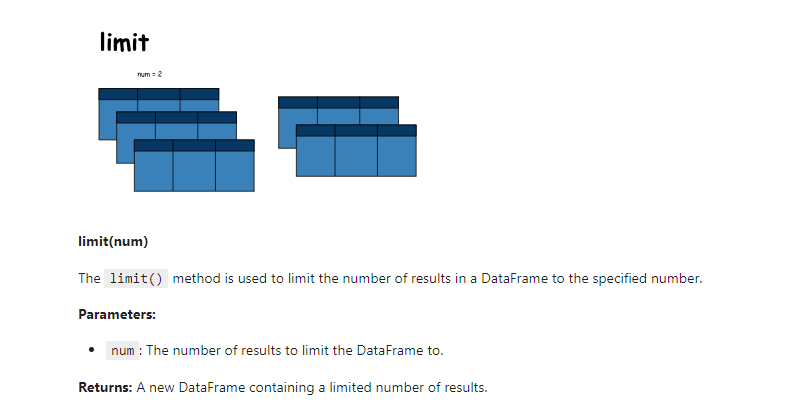 limit
num = 2
limit(num)
The limit() method is used to limit the number of results in a DataFrame to the specified number.
Parameters:
• num : The number of results to limit the DataFrame to.
Returns: A new DataFrame containing a limited number of results.